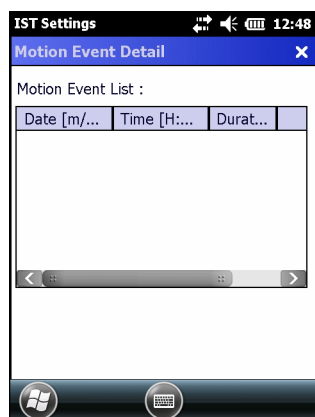 IST Settings 12:48
Motion Event Detail
Motion Event List :
Date [m/... Time [H:... Durat...